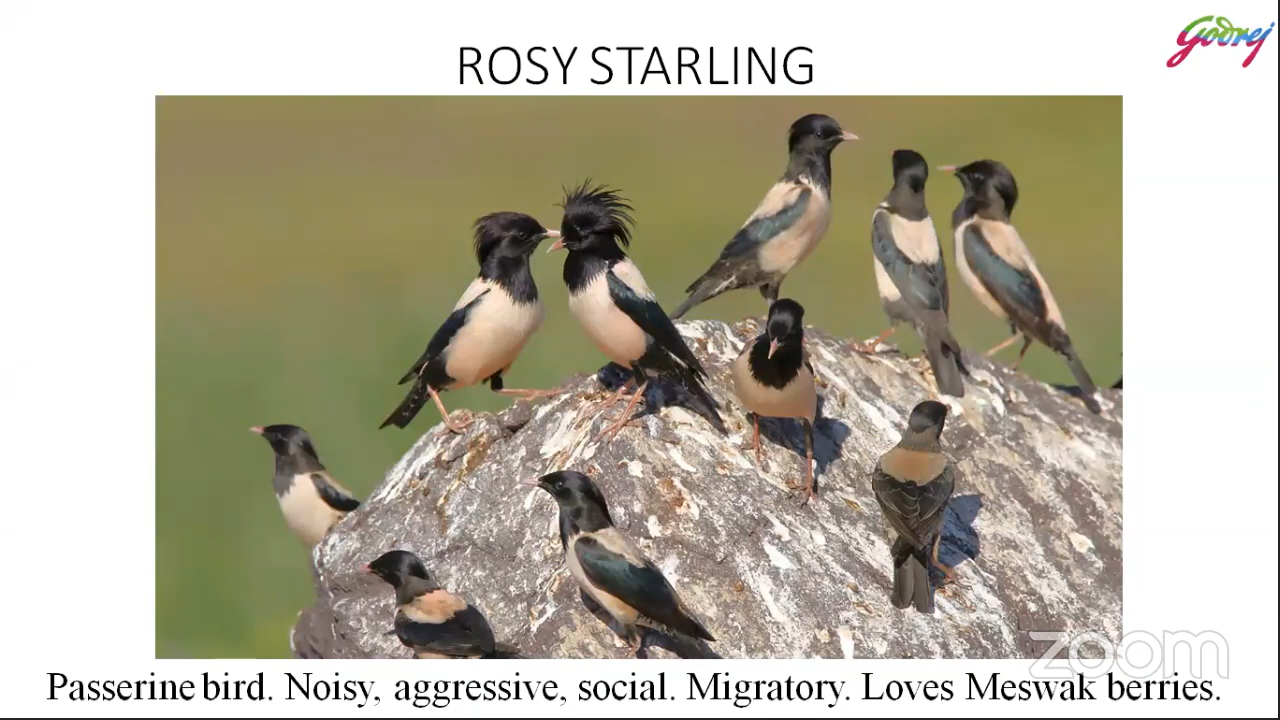 Godrej
ROSY STARLING
zoom
Passerine bird. Noisy, aggressive, social. Migratory. Loves Meswak berries.